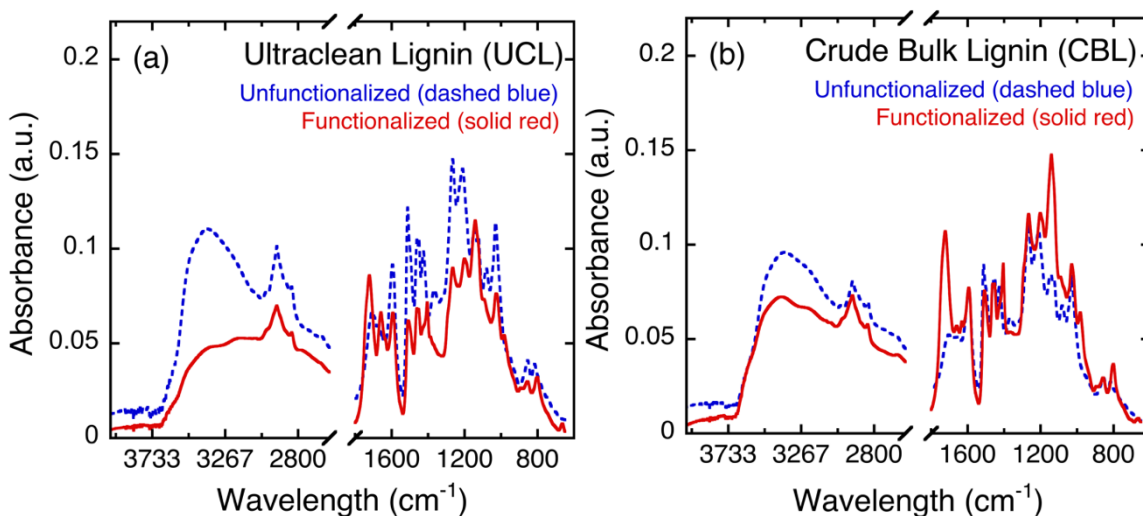 (a) Ultraclean Lignin (UCL)
Unfunctionalized (dashed blue)
Functionalized (solid red)
Absorbance (a.u.)
0.2
0.15
0.1
0.05
0
3733 3267 2800 1600 1200 800
Wavelength (cm⁻¹)
(b) Crude Bulk Lignin (CBL)
Unfunctionalized (dashed blue)
Functionalized (solid red)
Absorbance (a.u.)
0.2
0.15
0.1
0.05
0
3733 3267 2800 1600 1200 800
Wavelength (cm⁻¹)